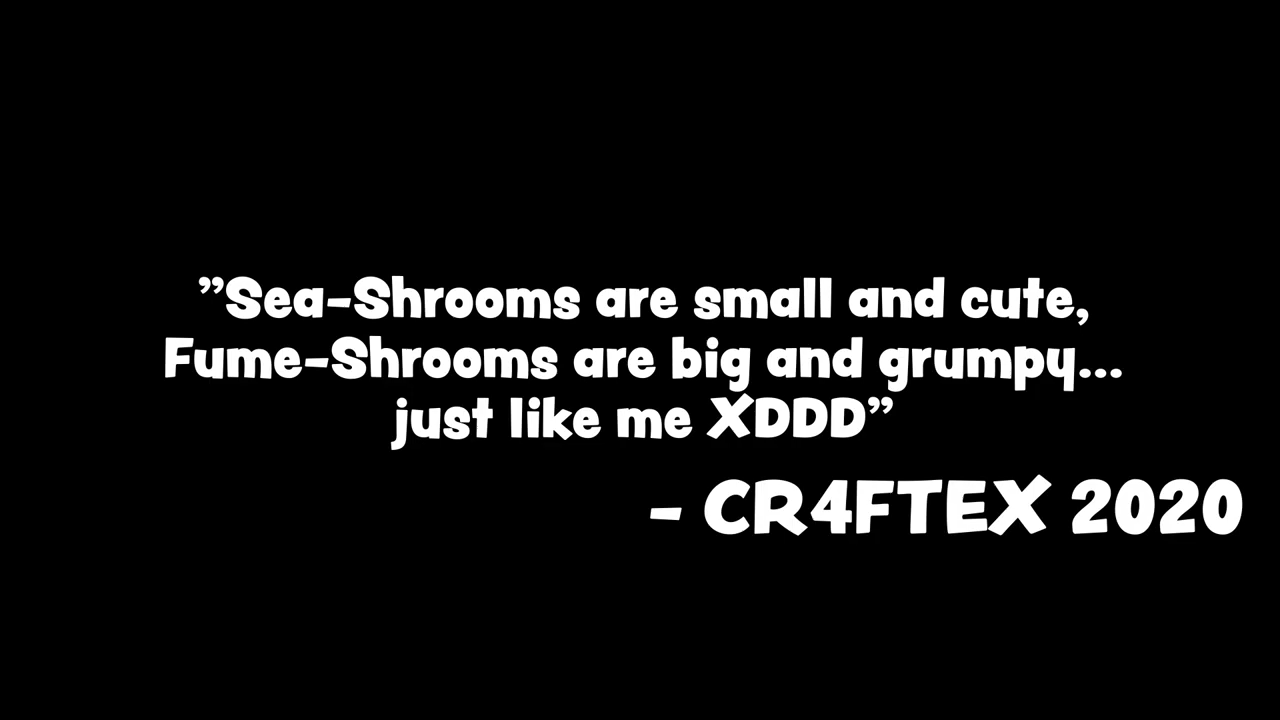 ”Sea-Shrooms are small and cute,
Fume-Shrooms are big and grumpy...
just like me XDDD”
- CR4FTEX 2020